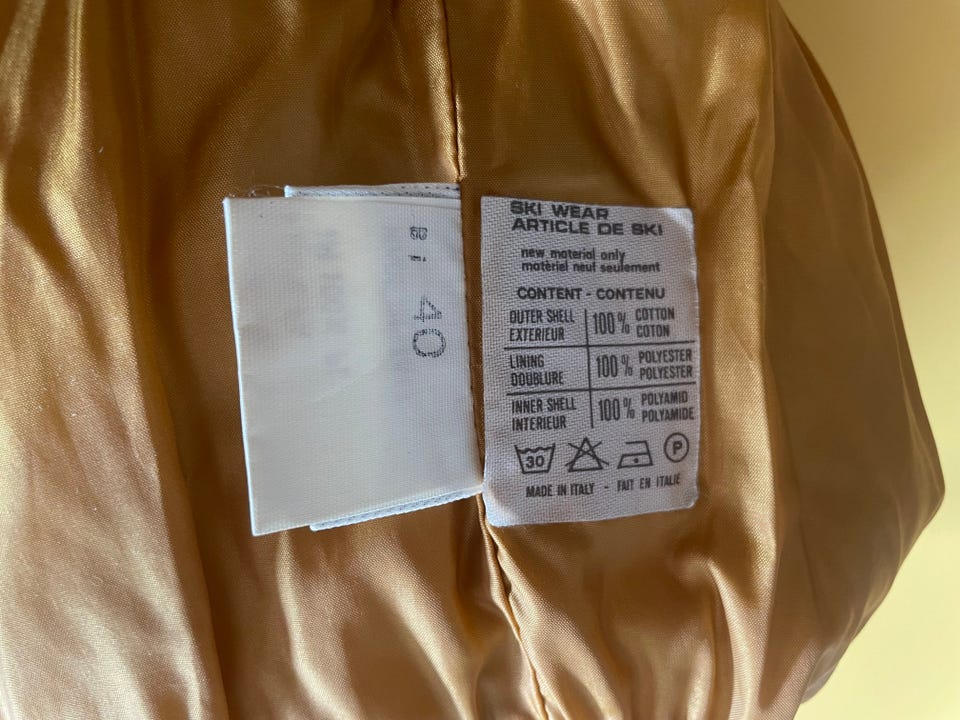 40
SKI WEAR
ARTICLE DE SKI
new material only
matèriel neuf seulement
CONTENT - CONTENU
OUTER SHELL 100% COTTON
EXTERIEUR COTON
LINING 100% POLYESTER
DOUBLURE POLYESTER
INNER SHELL 100% POLYAMID
INTERIEUR POLYAMIDE
30 P
MADE IN ITALY - FAIT EN ITALIE